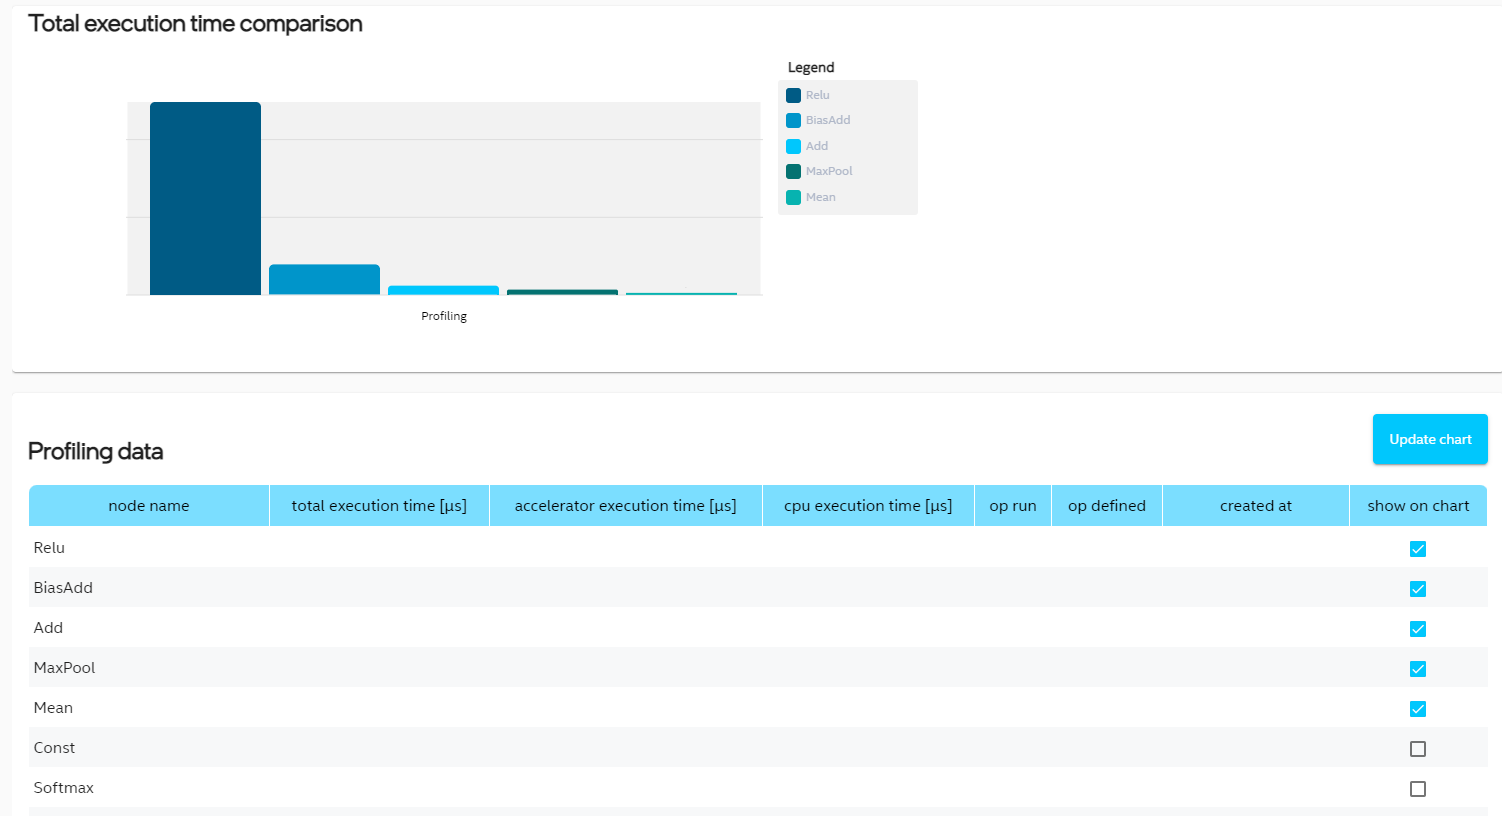 Total execution time comparison
Legend
Relu
BiasAdd
Add
MaxPool
Mean
Profiling
Update chart
Profiling data
node name total execution time [µs] accelerator execution time [µs] cpu execution time [µs] op run op defined created at show on chart
Relu
BiasAdd
Add
MaxPool
Mean
Const
Softmax